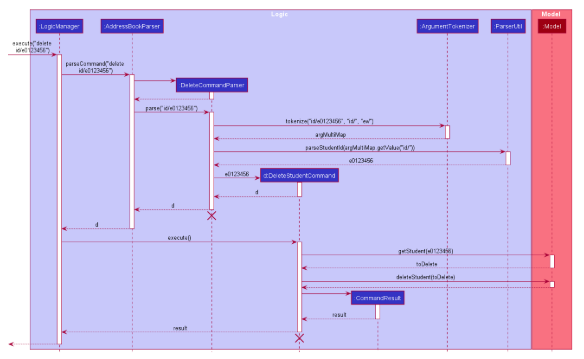 Logic
Model
:LogicManager
:AddressBookParser
:ArgumentTokenizer
:ParserUtil
:Model
execute("delete
id/e0123456")
parseCommand("delete
id/e0123456")
:DeleteCommandParser
parse("id/e0123456")
tokenize("id/e0123456", "id/", "ew")
argMultiMap
parseStudentId(argMultiMap.getValue("id/"))
e0123456
e0123456
d:DeleteStudentCommand
d
d
d
execute()
getStudent(e0123456)
toDelete
deleteStudent(toDelete)
:CommandResult
result
result